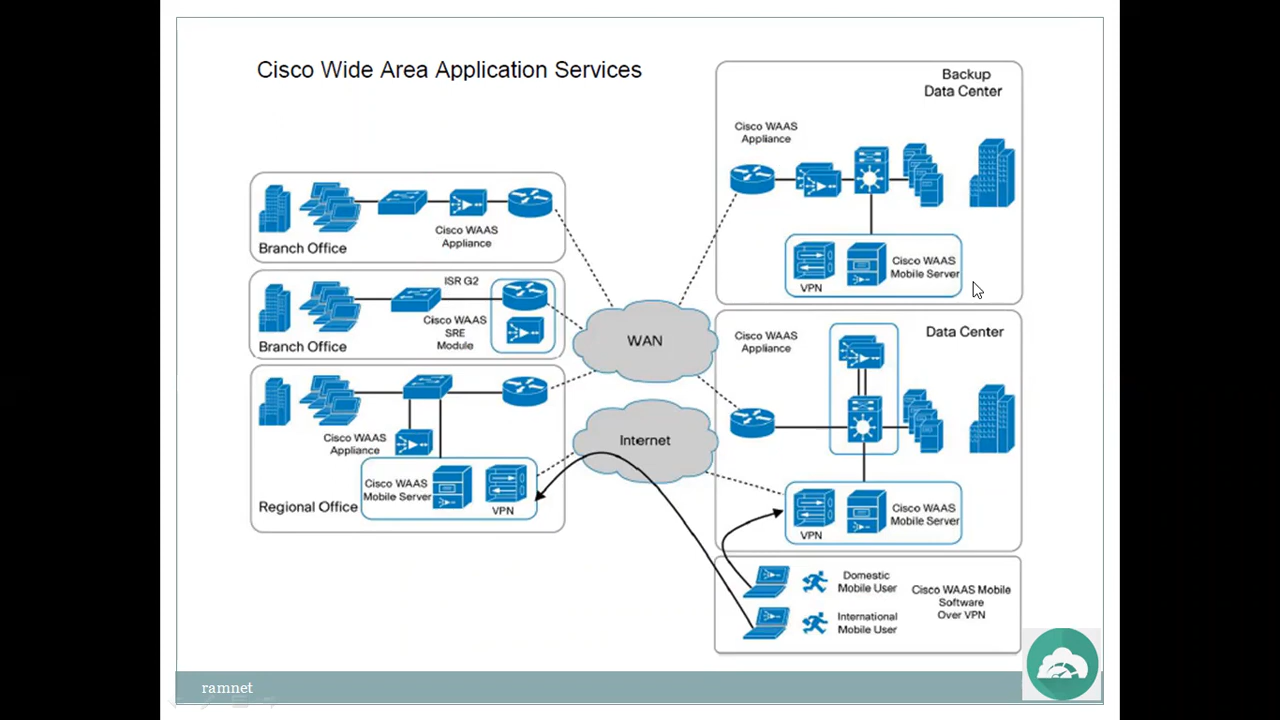 Cisco Wide Area Application Services
Cisco WAAS
Appliance
Branch Office
ISR G2
Cisco WAAS
SRE
Module
Branch Office
Cisco WAAS
Appliance
Cisco WAAS
Mobile Server
VPN
Regional Office
WAN
Internet
Backup
Data Center
Cisco WAAS
Appliance
VPN
Cisco WAAS
Mobile Server
Data Center
Cisco WAAS
Appliance
VPN
Cisco WAAS
Mobile Server
Domestic
Mobile User
International
Mobile User
Cisco WAAS Mobile
Software
Over VPN
ramnet